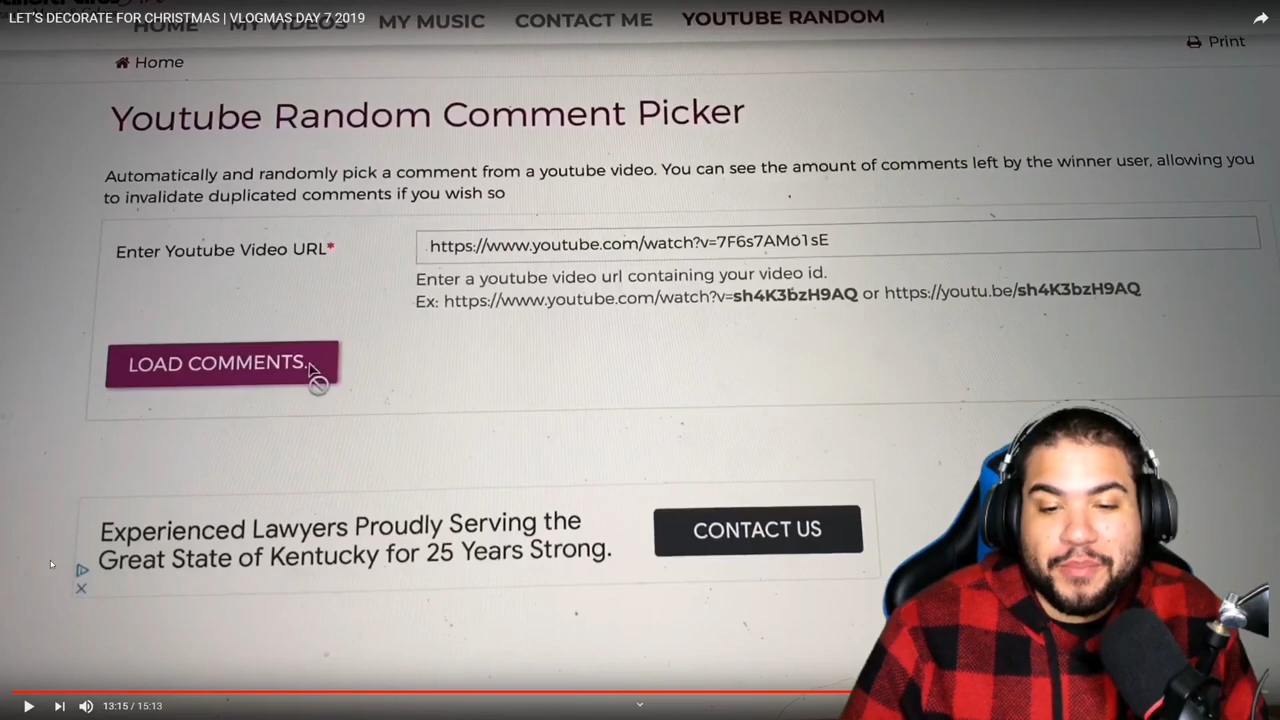 LET'S DECORATE FOR CHRISTMAS | VLOGMAS DAY 7 2019
HOME MY VIDEOS MY MUSIC CONTACT ME YOUTUBE RANDOM
Print
Home
Youtube Random Comment Picker
Automatically and randomly pick a comment from a youtube video. You can see the amount of comments left by the winner user, allowing you
to invalidate duplicated comments if you wish so
Enter Youtube Video URL*
https://www.youtube.com/watch?v=7F6s7AMo1sE
Enter a youtube video url containing your video id.
Ex: https://www.youtube.com/watch?v=sh4K3bzH9AQ or https://youtu.be/sh4K3bzH9AQ
LOAD COMMENTS.
Experienced Lawyers Proudly Serving the
Great State of Kentucky for 25 Years Strong.
CONTACT US
13:15 / 15:13